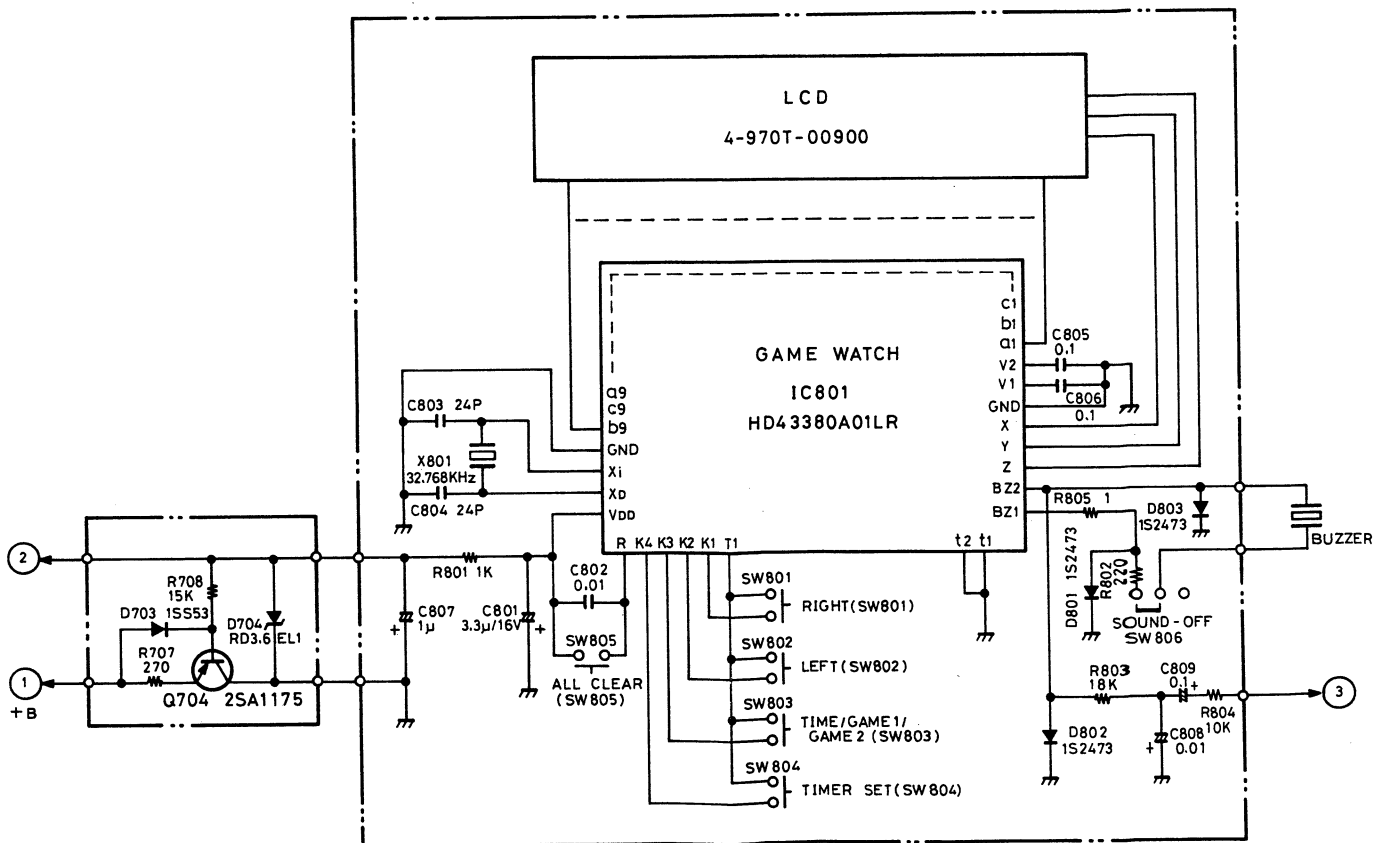 LCD
4-970T-00900
GAME WATCH
IC801
HD43380A01LR
a9
c9
b9
GND
Xi
XD
VDD
R K4 K3 K2 K1 T1
t2 t1
c1
b1
a1
V2
V1
GND
X
Y
Z
BZ2
BZ1
C805
0.1
C806
0.1
C803 24P
X801
32.768KHz
C804 24P
R801 1K
C802
0.01
C807
1μ
+
C801
3.3μ/16V
+
SW805
ALL CLEAR
(SW805)
2
R708
15K
D703 1SS53
D704
RD3.6 EL1
R707
270
1
+B
Q704 2SA1175
SW801
RIGHT(SW801)
SW802
LEFT(SW802)
SW803
TIME/GAME1/
GAME2 (SW803)
SW804
TIMER SET(SW804)
R805 1
D803
1S2473
BUZZER
D801 1S2473
R802
220
SOUND-OFF
SW806
R803
18K
C809
0.1
+
R804
10K
3
D802
1S2473
C808
0.01
+